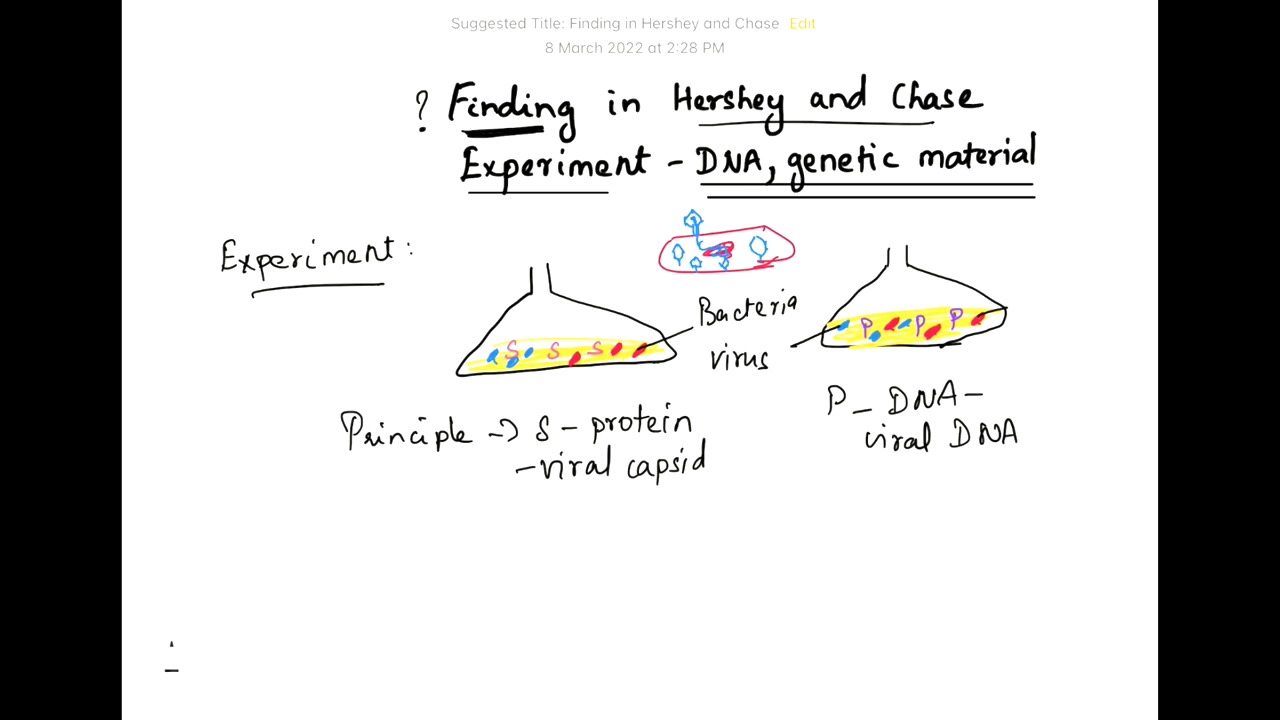 Suggested Title: Finding in Hershey and Chase Edit
8 March 2022 at 2:28 PM
? Finding in Hershey and Chase
Experiment - DNA, genetic material
Experiment:
Bacteria
virus
S S S
P P P
Principle → S - protein
- viral capsid
P - DNA -
viral DNA